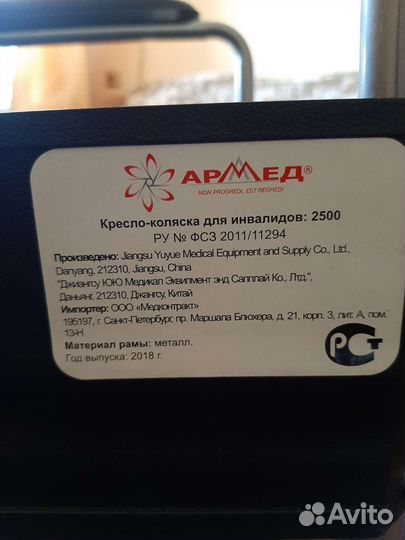 АРМЕД®
NON PROGREDI, EST REGREDI
Кресло-коляска для инвалидов: 2500
РУ № ФСЗ 2011/11294
Произведено: Jiangsu Yuyue Medical Equipment and Supply Co., Ltd.,
Danyang, 212310, Jiangsu, China
"Джиангсу ЮЮ Медикал Эквипмент энд Сапплай Ко., Лтд.",
Даньянг, 212310, Джангсу, Китай
Импортер: ООО «Медконтракт»
195197, г. Санкт-Петербург, пр. Маршала Блюхера, д. 21, корп. 3, лит. А, пом.
13-Н
Материал рамы: металл.
Год выпуска: 2018 г.
РСТ
Avito